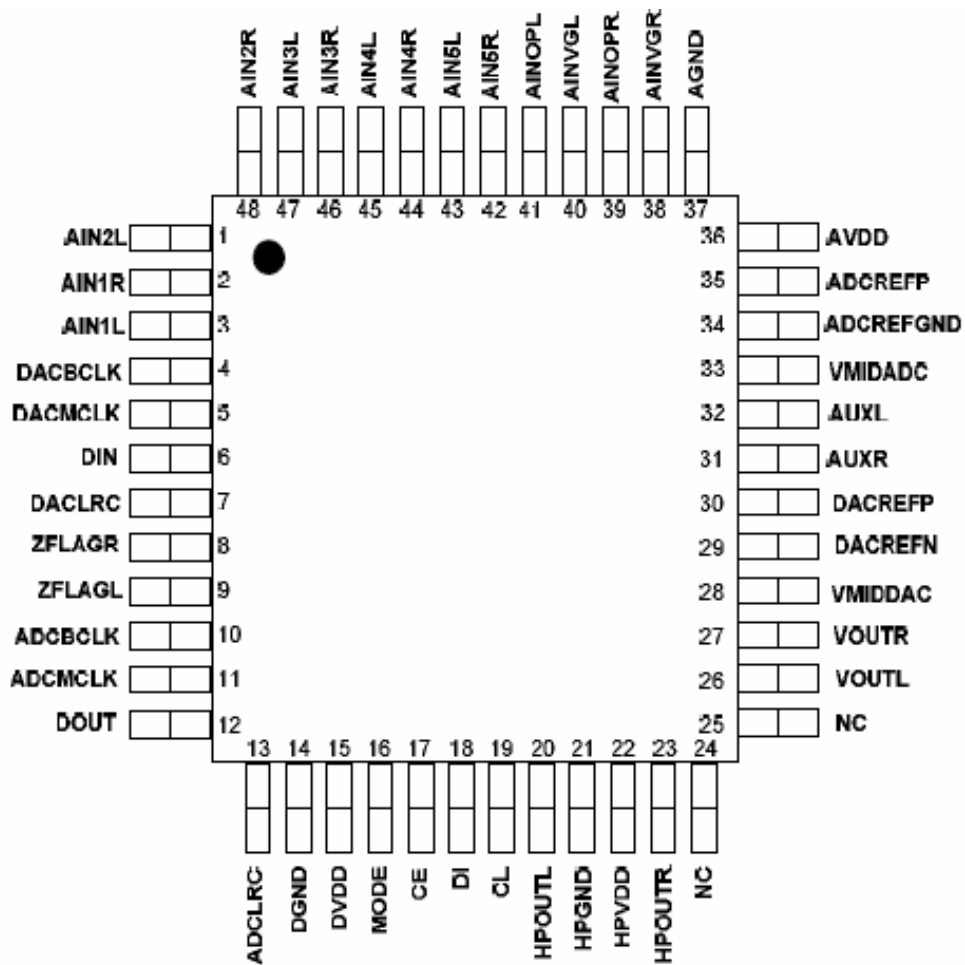 AIN2R AIN3L AIN3R AIN4L AIN4R AIN5L AIN5R AINOPL AINVGL AINOPR AINVGR AGND
48 47 46 45 44 43 42 41 40 39 38 37
AIN2L 1 36 AVDD
AIN1R 2 35 ADCREFP
AIN1L 3 34 ADCREFGND
DACBCLK 4 33 VMIDADC
DACMCLK 5 32 AUXL
DIN 6 31 AUXR
DACLRC 7 30 DACREFP
ZFLAGR 8 29 DACREFN
ZFLAGL 9 28 VMIDDAC
ADCBCLK 10 27 VOUTR
ADCMCLK 11 26 VOUTL
DOUT 12 25 NC
13 14 15 16 17 18 19 20 21 22 23 24
ADCLRC DGND DVDD MODE CE DI CL HPOUTL HPGND HPVDD HPOUTR NC